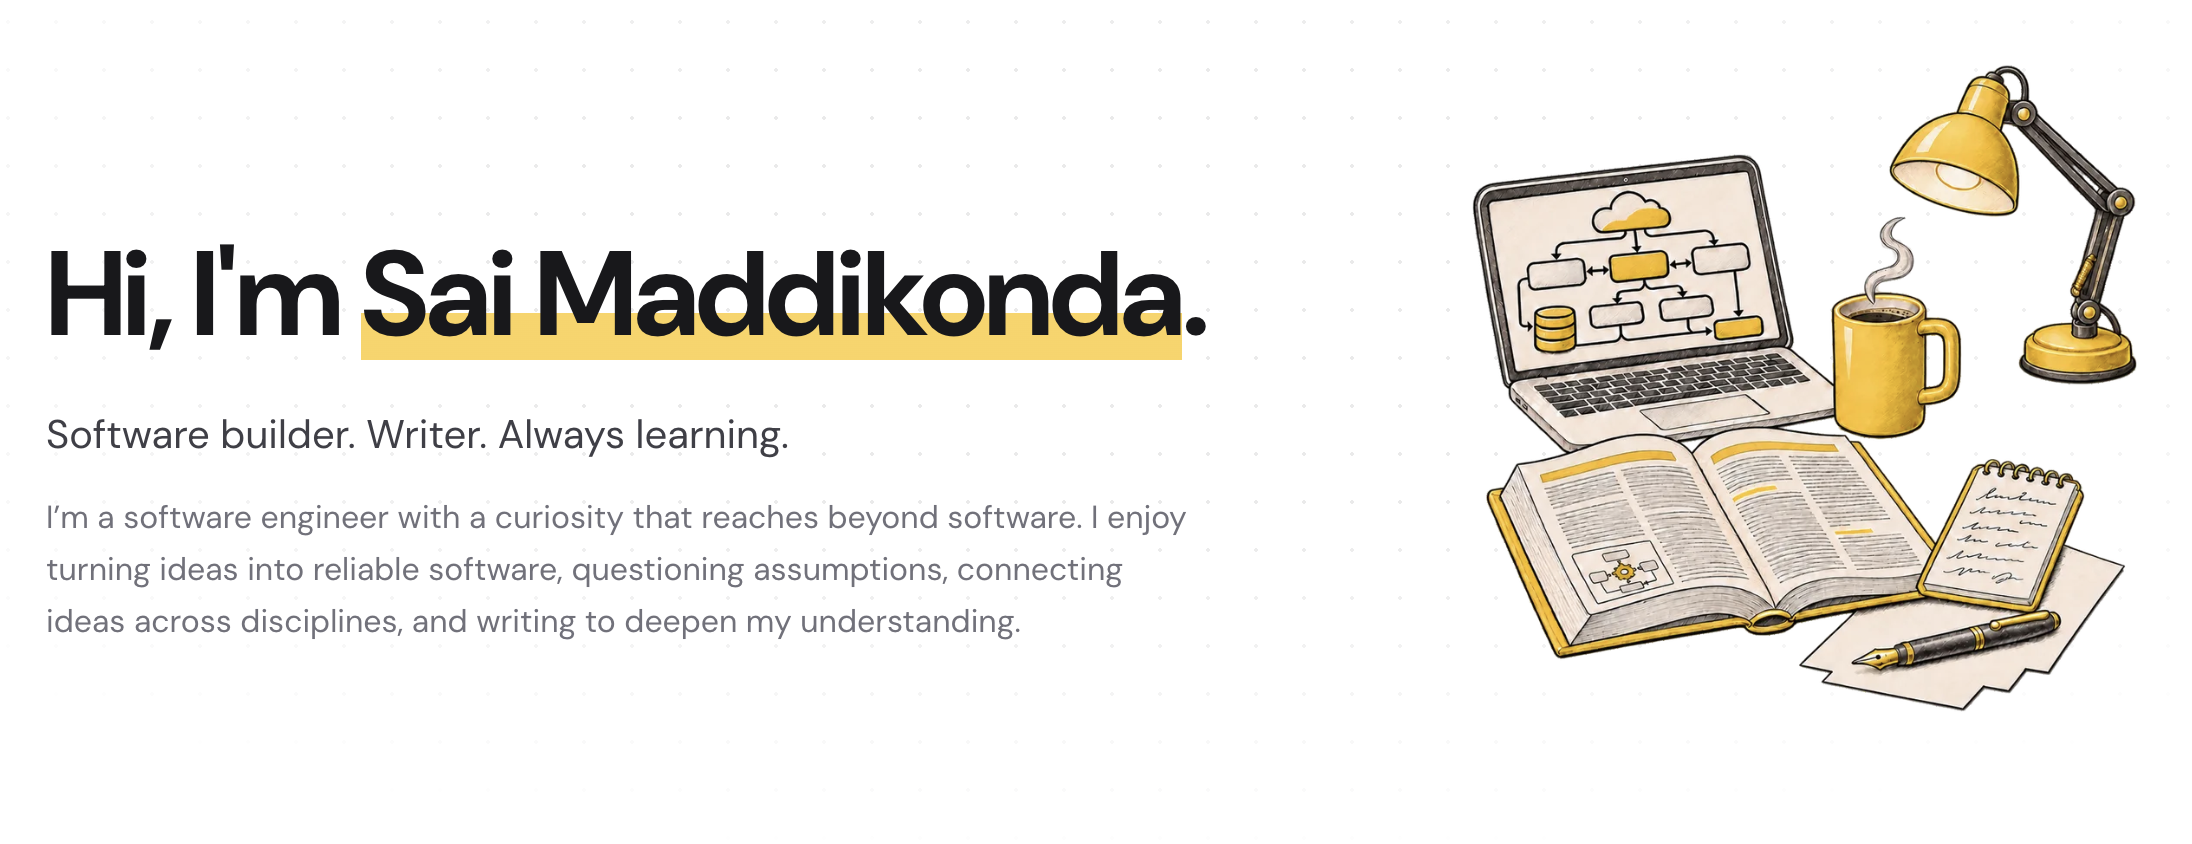 Hi, I'm Sai Maddikonda.
Software builder. Writer. Always learning.
I’m a software engineer with a curiosity that reaches beyond software. I enjoy
turning ideas into reliable software, questioning assumptions, connecting
ideas across disciplines, and writing to deepen my understanding.